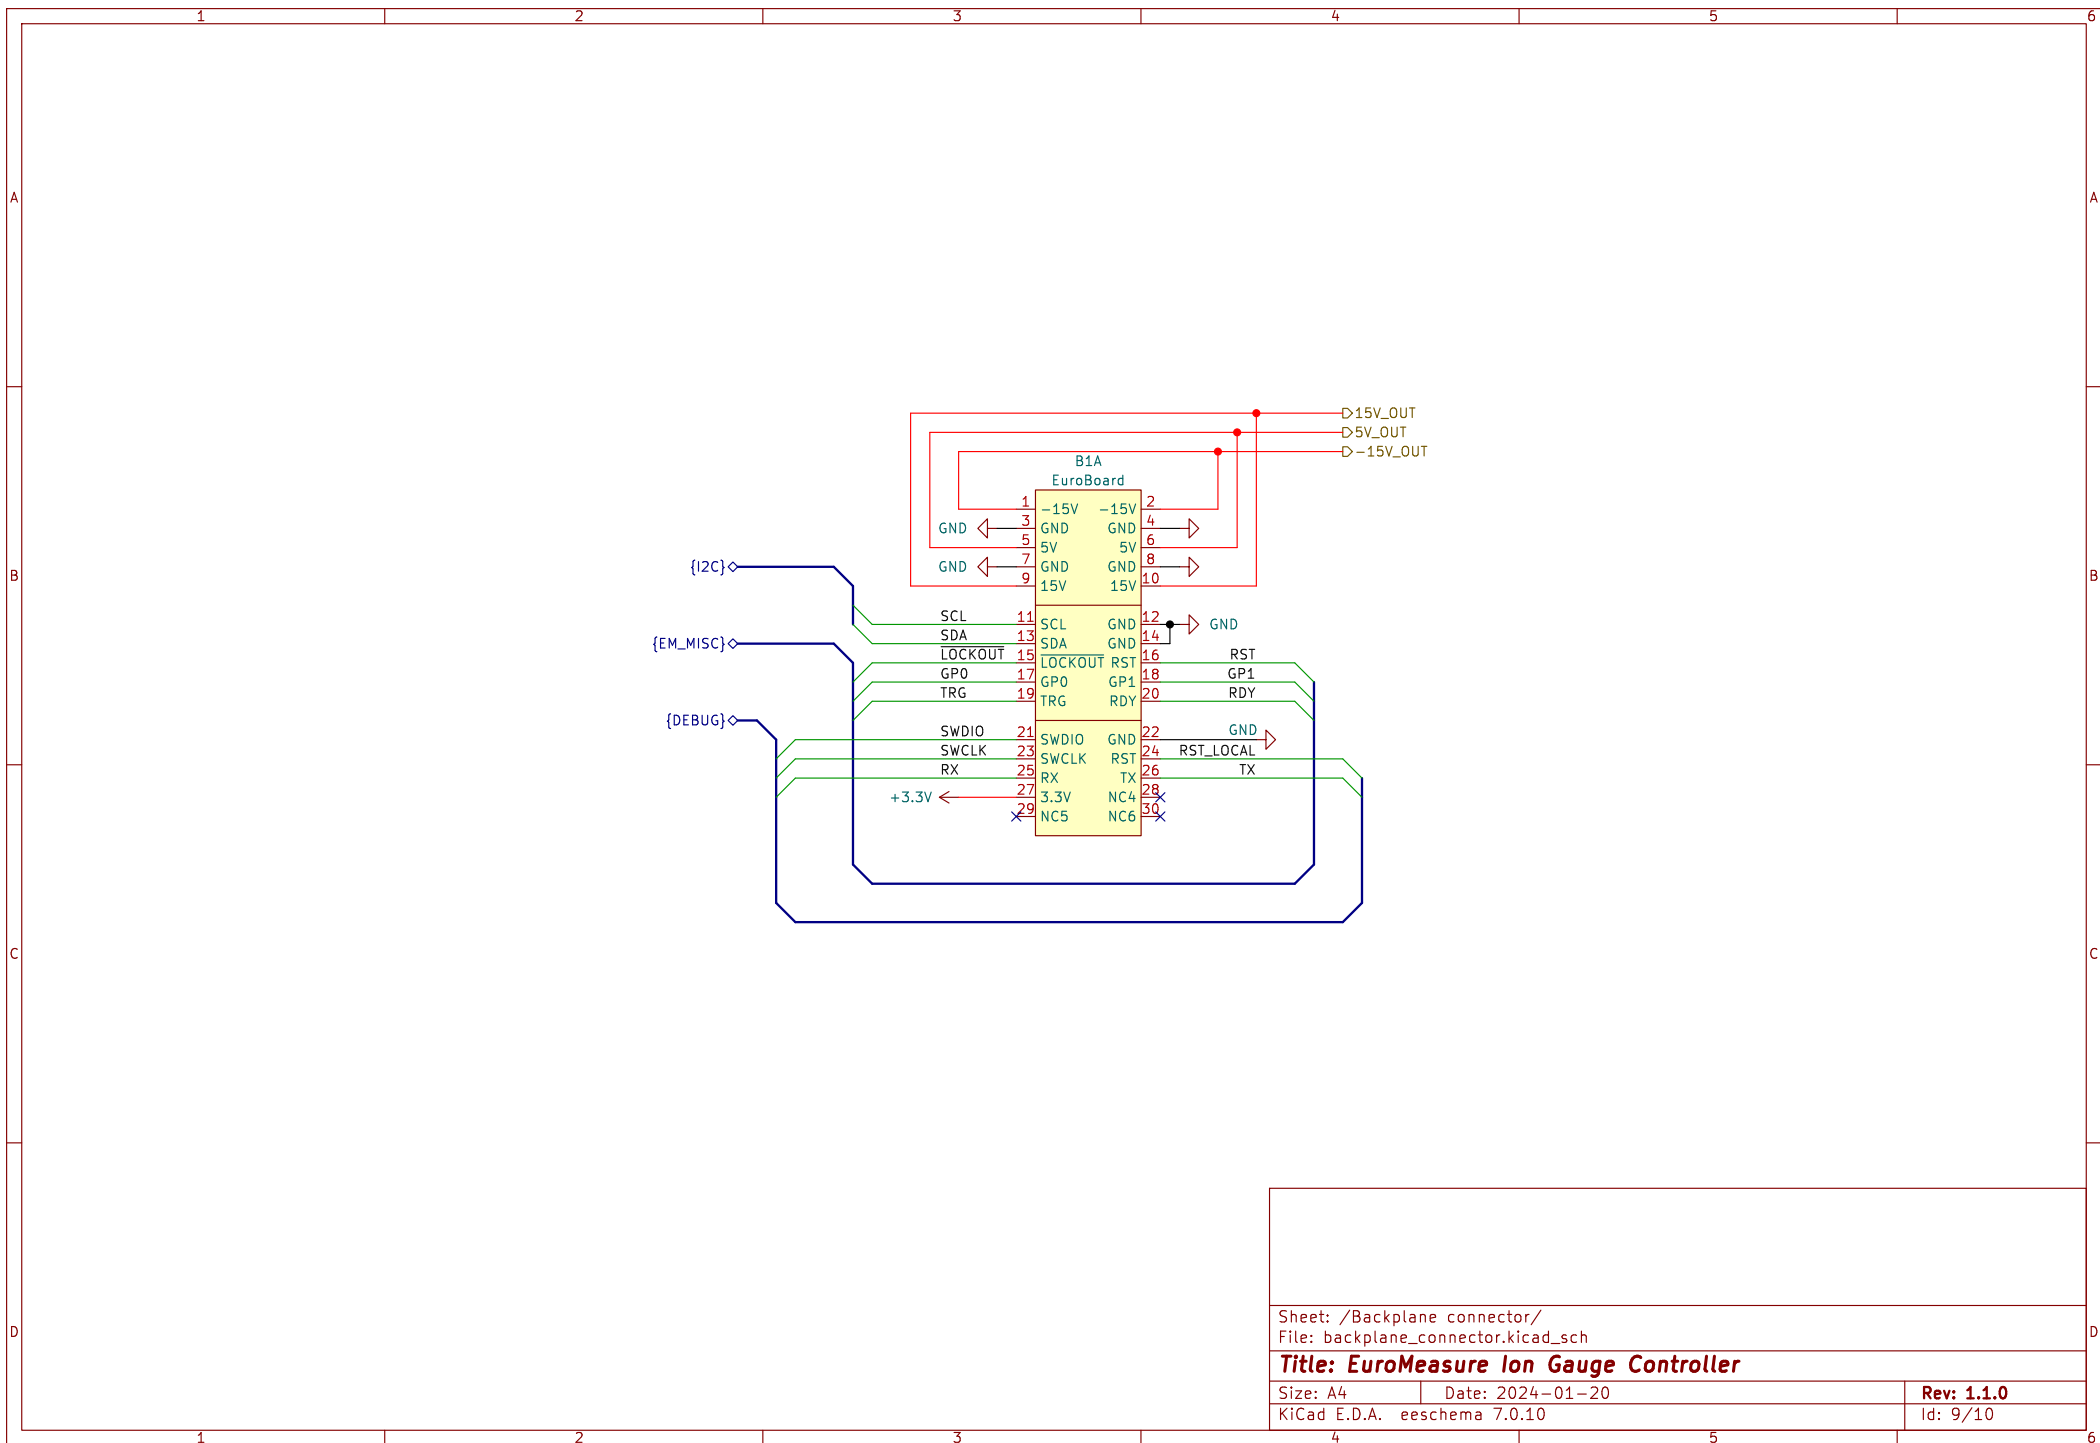 1 2 3 4 5 6
A A
15V_OUT
5V_OUT
-15V_OUT
B1A
EuroBoard
1 -15V -15V 2
GND 3 GND GND 4
5 5V 5V 6
{I2C} GND 7 GND GND 8
B B
9 15V 15V 10
SCL 11 SCL GND 12 GND
{EM_MISC} SDA 13 SDA GND 14
LOCKOUT 15 LOCKOUT RST 16 RST
GP0 17 GP0 GP1 18 GP1
TRG 19 TRG RDY 20 RDY
{DEBUG}
SWDIO 21 SWDIO GND 22 GND
SWCLK 23 SWCLK RST 24 RST_LOCAL
RX 25 RX TX 26 TX
+3.3V 27 3.3V NC4 28
29 NC5 NC6 30
C C
D D
Sheet: /Backplane connector/
File: backplane_connector.kicad_sch
Title: EuroMeasure Ion Gauge Controller
Size: A4 Date: 2024-01-20 Rev: 1.1.0
KiCad E.D.A. eeschema 7.0.10 Id: 9/10
1 2 3 4 5 6